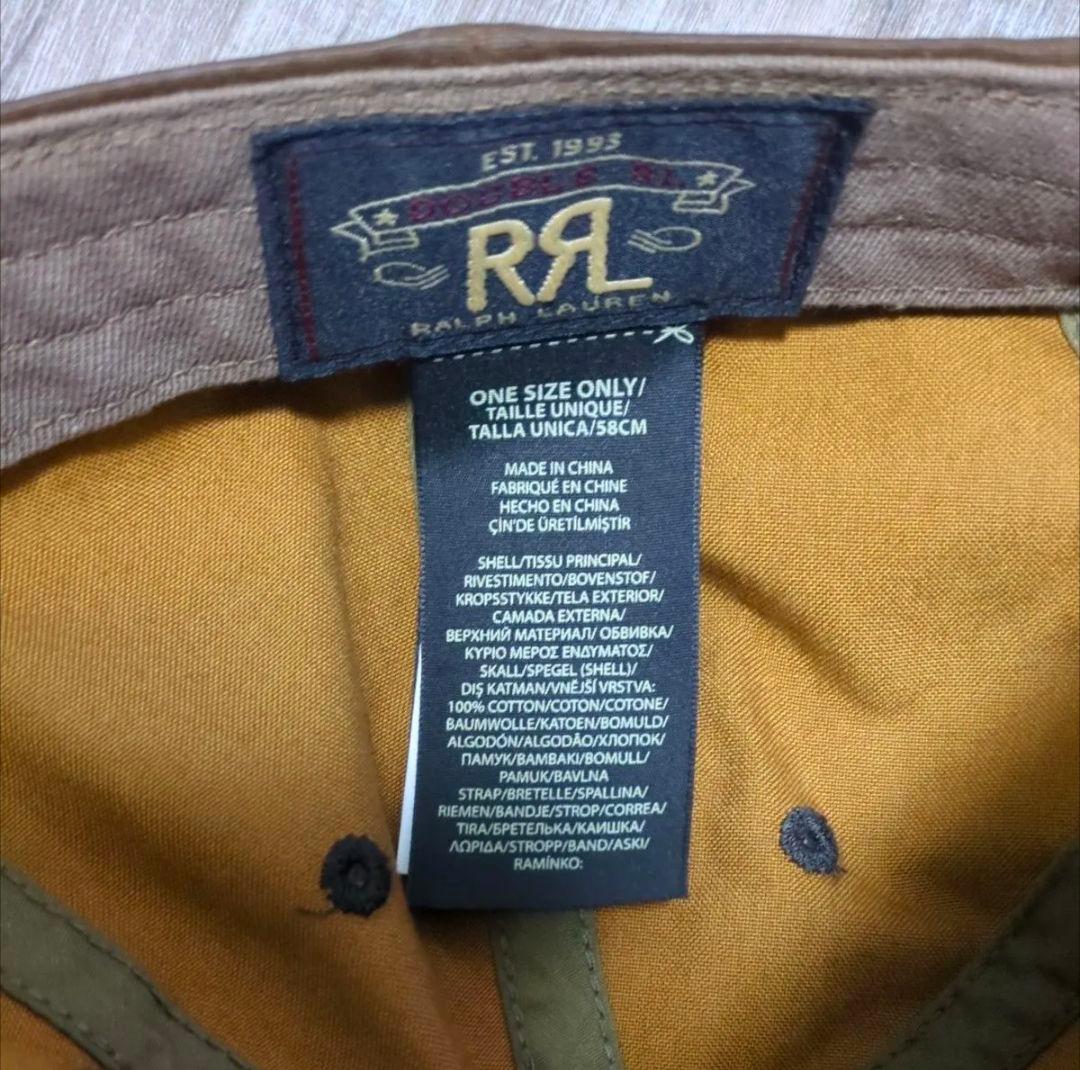 EST. 1993
DOUBLE RL
RRL
RALPH LAUREN
ONE SIZE ONLY/
TAILLE UNIQUE/
TALLA UNICA/58CM
MADE IN CHINA
FABRIQUÉ EN CHINE
HECHO EN CHINA
ÇİN'DE ÜRETİLMİŞTİR
SHELL/TISSU PRINCIPAL/
RIVESTIMENTO/BOVENSTOF/
KROPSSTYKKE/TELA EXTERIOR/
CAMADA EXTERNA/
ВЕРХНИЙ МАТЕРИАЛ/ ОБВИВКА/
ΚΥΡΙΟ ΜΕΡΟΣ ΕΝΔΥΜΑΤΟΣ/
SKALL/SPEGEL (SHELL)/
DIŞ KATMAN/VNĚJŠÍ VRSTVA:
100% COTTON/COTON/COTONE/
BAUMWOLLE/KATOEN/BOMULD/
ALGODÓN/ALGODÃO/ХЛОПОК/
ПАМУК/ΒΑΜΒΑΚΙ/BOMULL/
PAMUK/BAVLNA
STRAP/BRETELLE/SPALLINA/
RIEMEN/BANDJE/STROP/CORREA/
TIRA/БРЕТЕЛЬКА/КАИШКА/
ΛΩΡΙΔΑ/STROPP/BAND/ASKI/
RAMÍNKO: